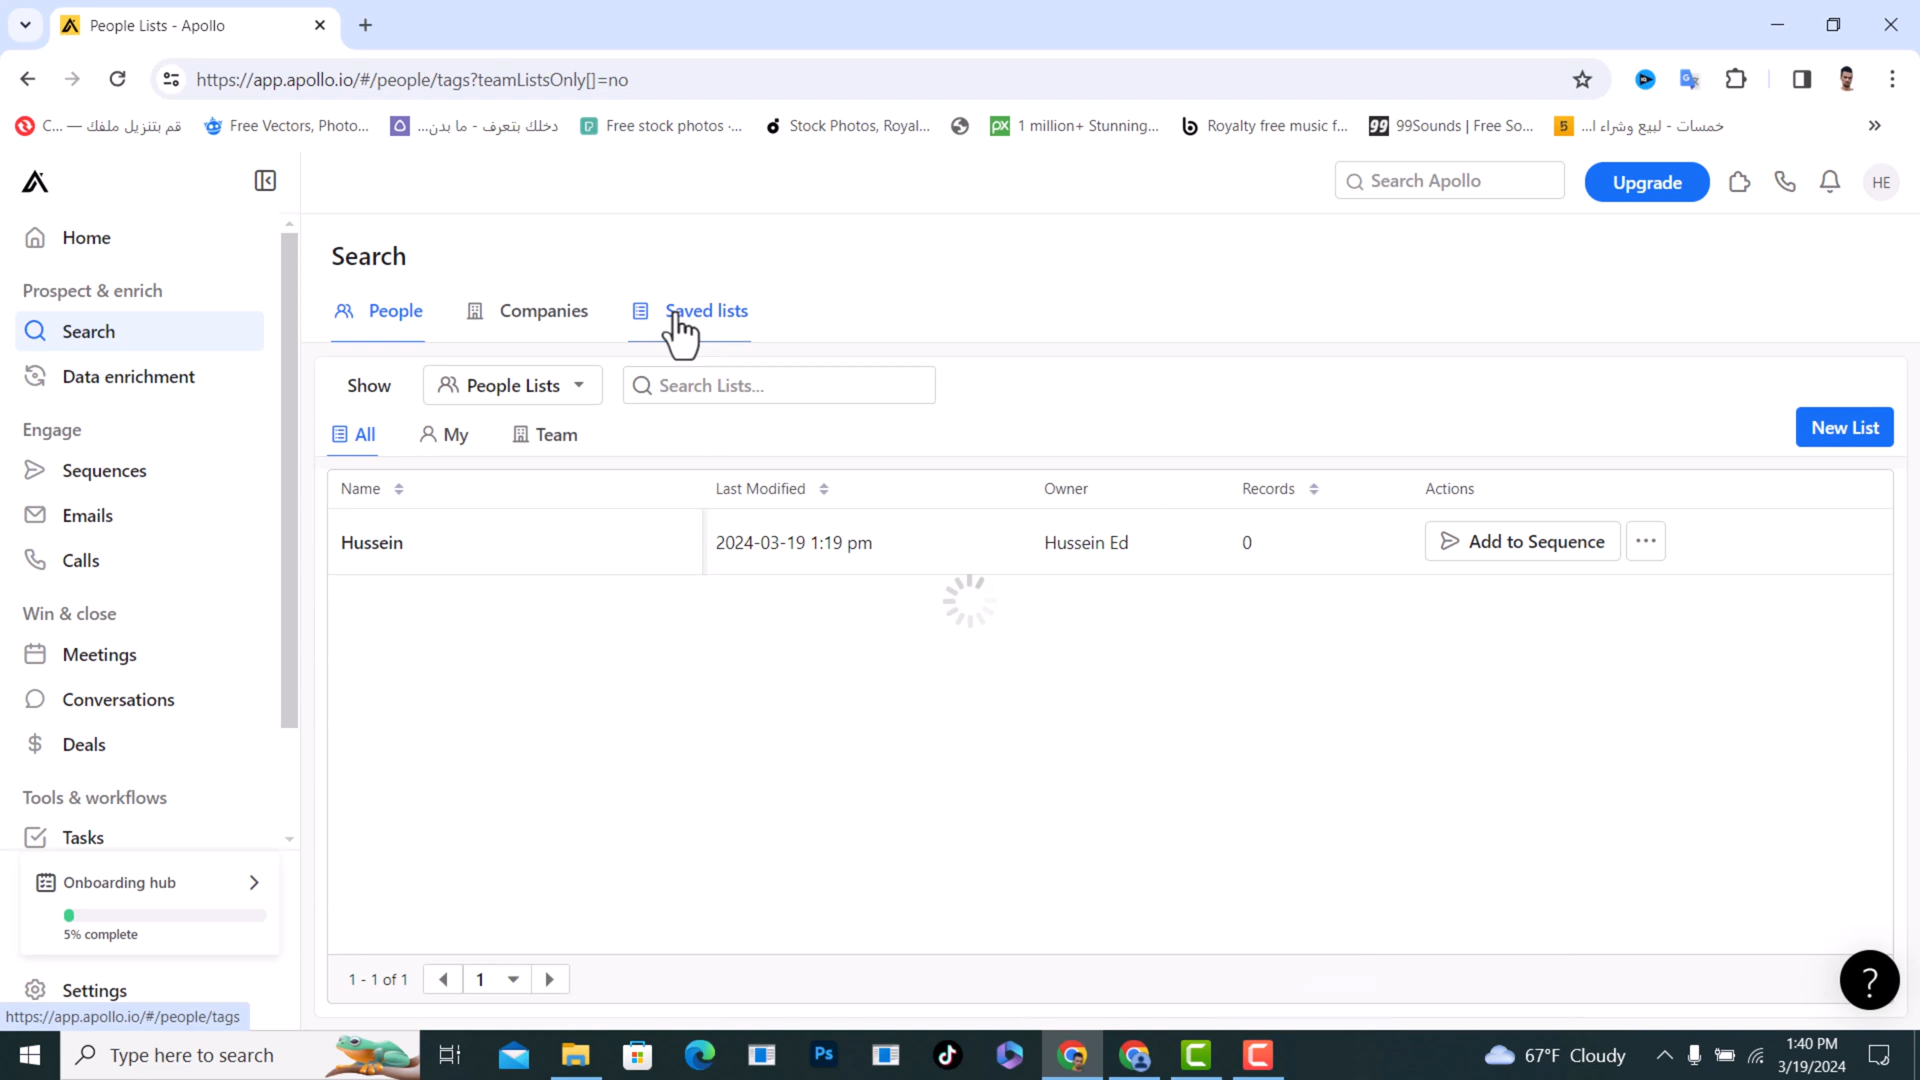 People Lists - Apollo
https://app.apollo.io/#/people/tags?teamListsOnly[]=no
C... — قم بتنزيل ملفك
Free Vectors, Photo...
دخلك بتعرف - ما بدن...
Free stock photos ·...
Stock Photos, Royal...
px 1 million+ Stunning...
Royalty free music f...
99 99Sounds | Free So...
5 خمسات - لبيع وشراء ا...
Search Apollo
Upgrade
HE
Home
Prospect & enrich
Search
Data enrichment
Engage
Sequences
Emails
Calls
Win & close
Meetings
Conversations
Deals
Tools & workflows
Tasks
Onboarding hub
5% complete
Settings
https://app.apollo.io/#/people/tags
Search
People
Companies
Saved lists
Show
People Lists
Search Lists...
All
My
Team
New List
Name
Last Modified
Owner
Records
Actions
Hussein
2024-03-19 1:19 pm
Hussein Ed
0
Add to Sequence
1 - 1 of 1
1
?
Type here to search
Ps
67°F Cloudy
1:40 PM
3/19/2024